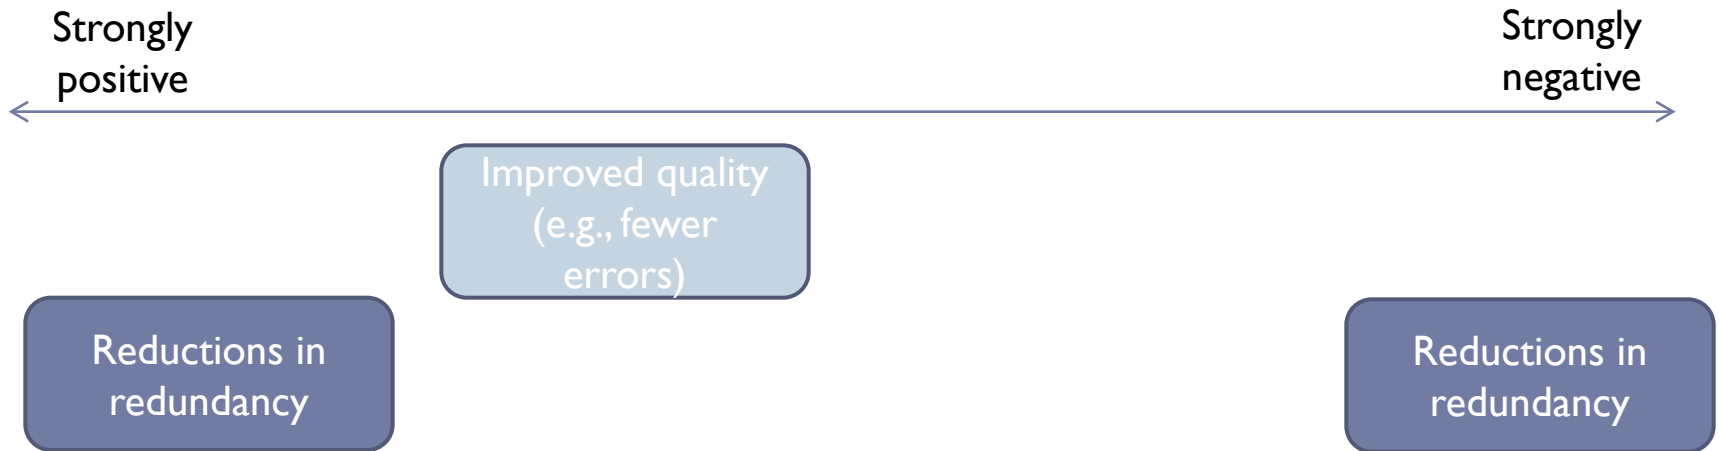 Strongly
positive
Strongly
negative
Improved quality
(e.g., fewer
errors)
Reductions in
redundancy
Reductions in
redundancy